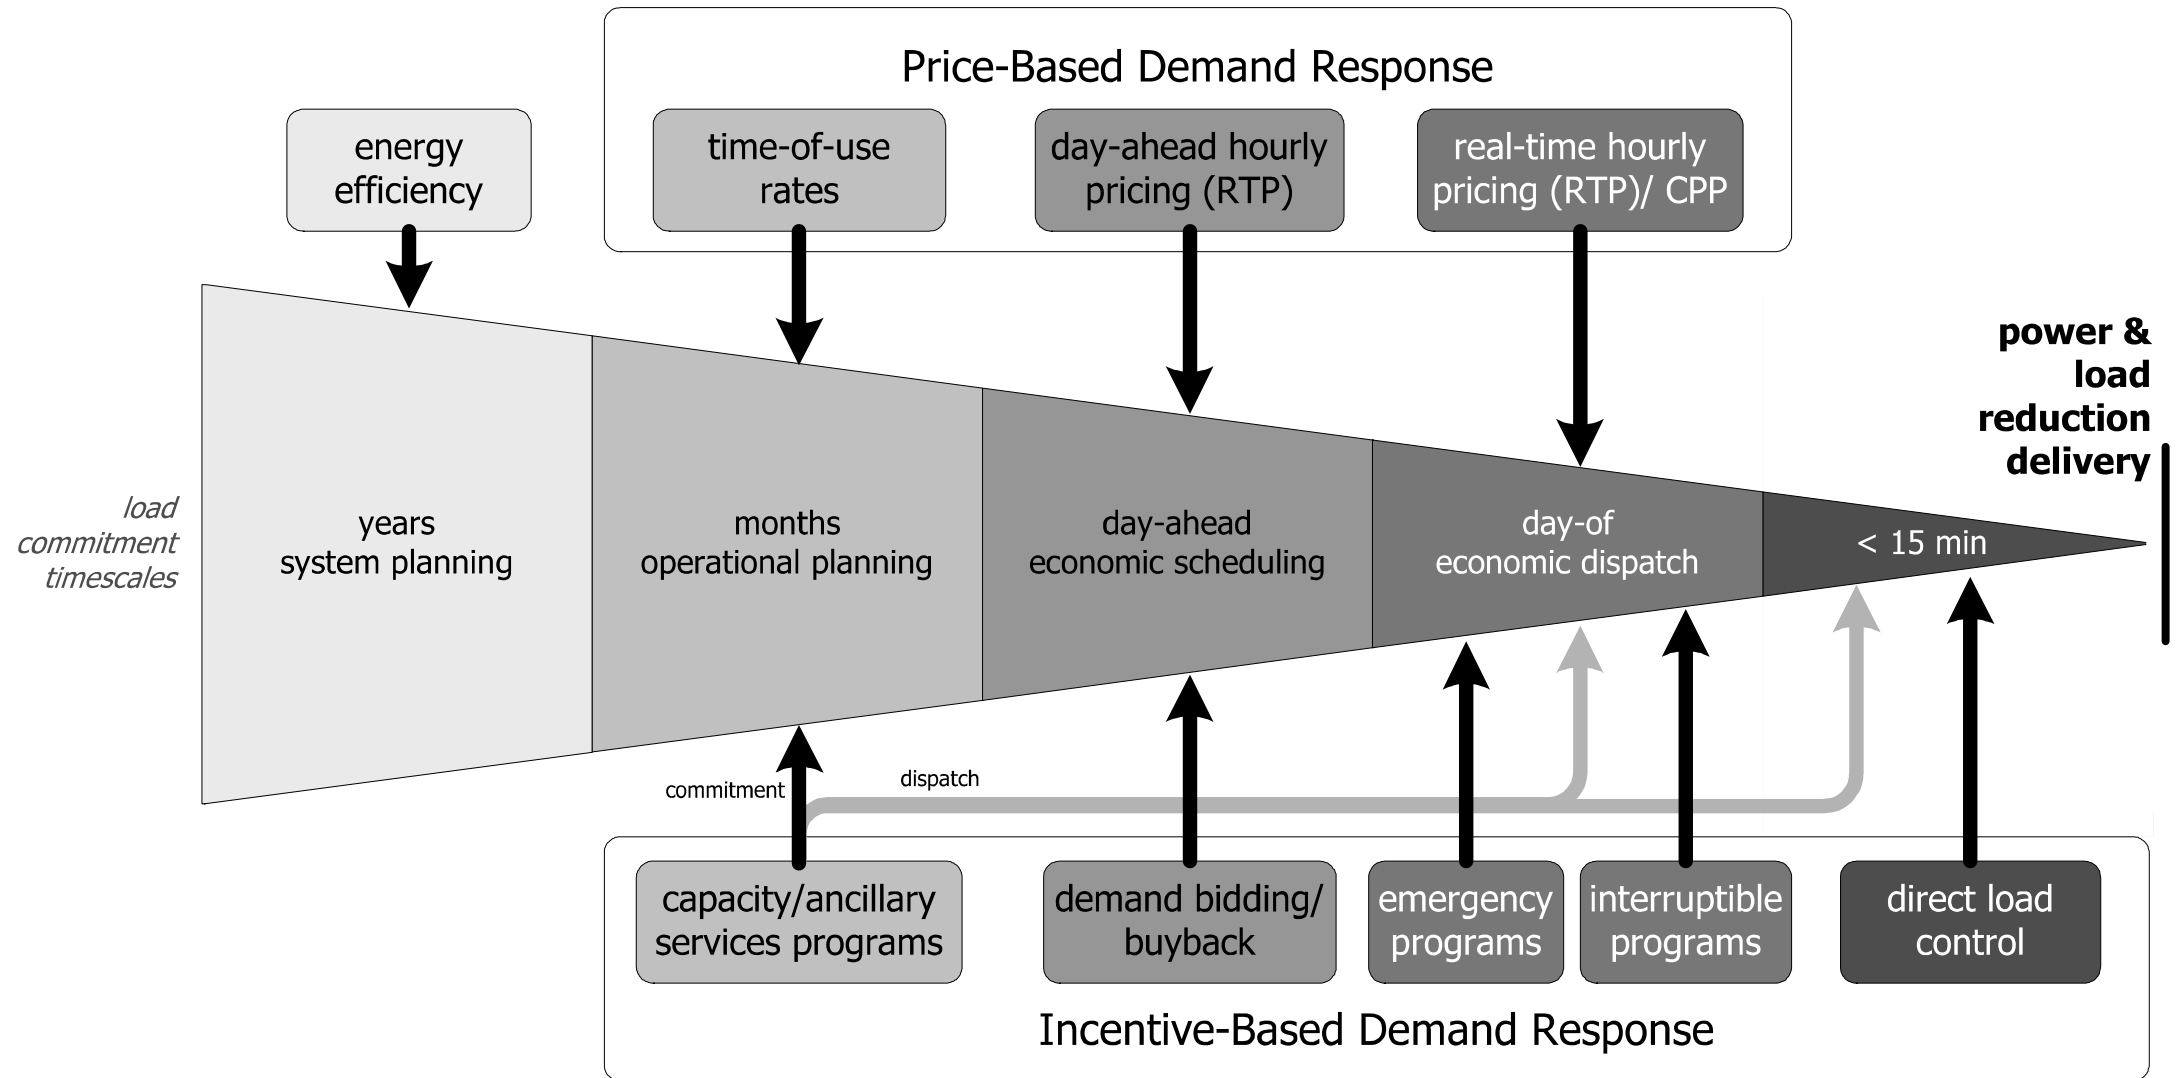 Price-Based Demand Response
energy
efficiency
time-of-use
rates
day-ahead hourly
pricing (RTP)
real-time hourly
pricing (RTP)/ CPP
power &
load
reduction
delivery
load
commitment
timescales
years
system planning
months
operational planning
day-ahead
economic scheduling
day-of
economic dispatch
< 15 min
commitment
dispatch
capacity/ancillary
services programs
demand bidding/
buyback
emergency
programs
interruptible
programs
direct load
control
Incentive-Based Demand Response